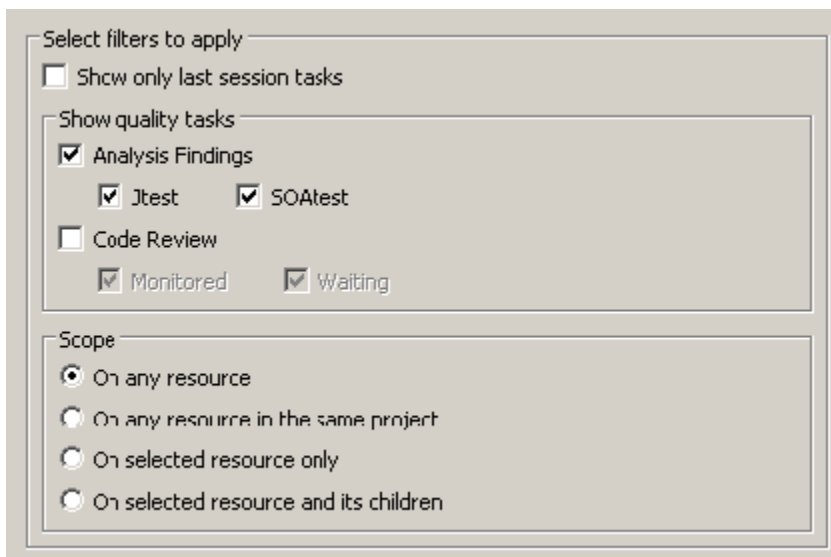 Select filters to apply
Show only last session tasks
Show quality tasks
Analysis Findings
Jtest SOAtest
Code Review
Monitored Waiting
Scope
On any resource
On any resource in the same project
On selected resource only
On selected resource and its children